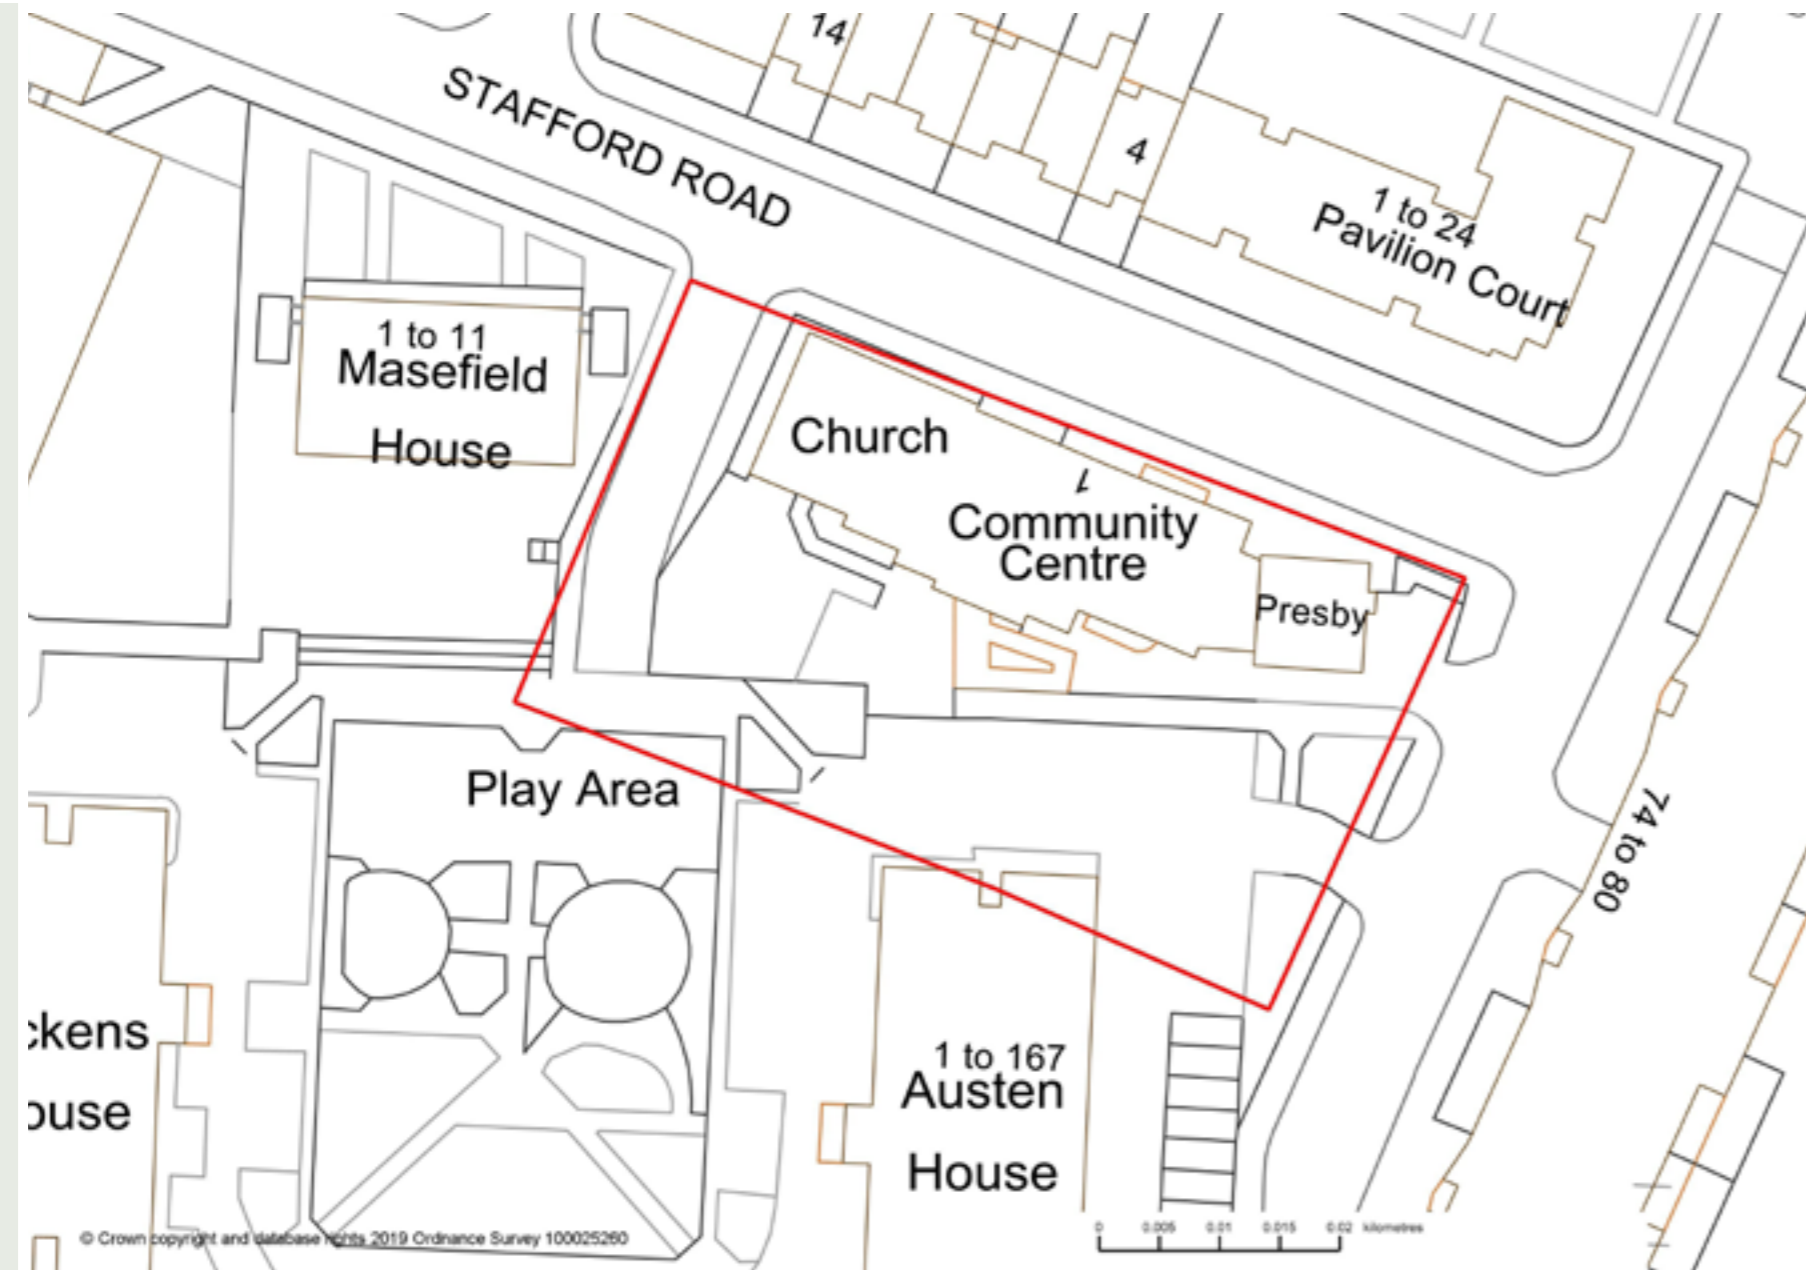 14
STAFFORD ROAD
4
1 to 24
Pavilion Court
1 to 11
Masefield
House
Church
1
Community
Centre
Presby
Play Area
74 to 80
ckens
ouse
1 to 167
Austen
House
0 0.005 0.01 0.015 0.02 kilometres
© Crown copyright and database rights 2019 Ordnance Survey 100025260